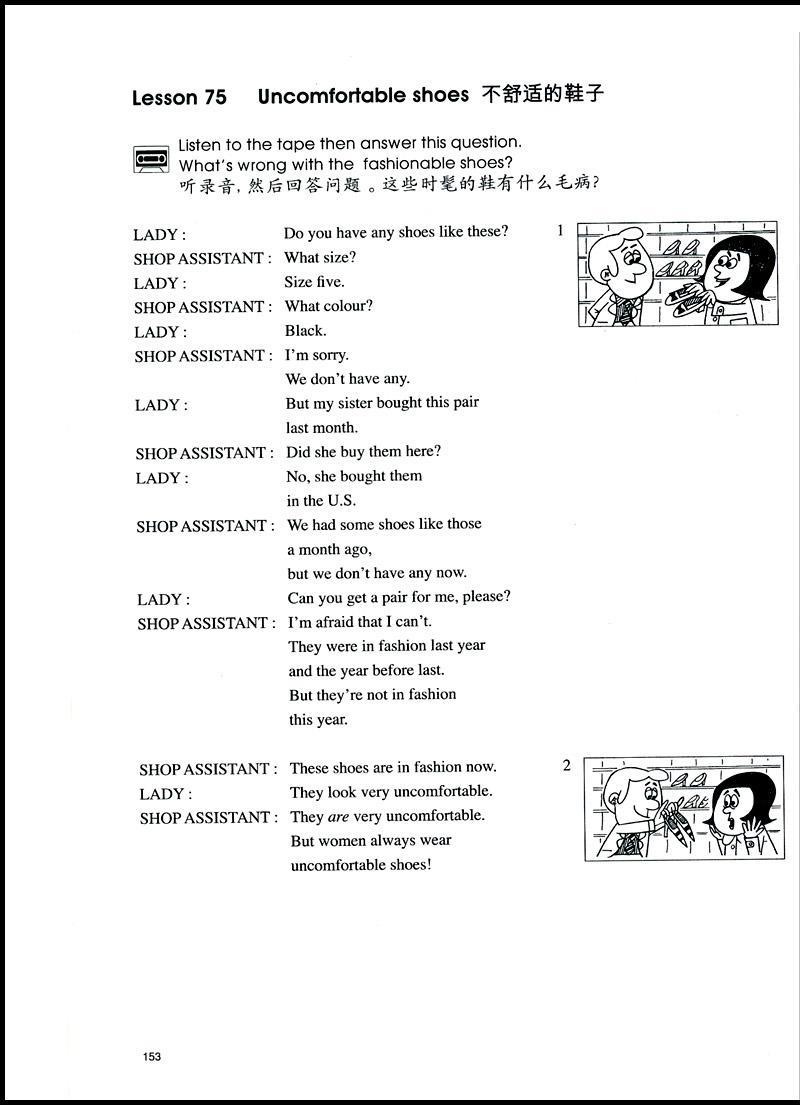 Lesson 75 Uncomfortable shoes 不舒适的鞋子
Listen to the tape then answer this question.
What's wrong with the fashionable shoes?
听录音, 然后回答问题 。这些时髦的鞋有什么毛病?
LADY : Do you have any shoes like these?
1
SHOP ASSISTANT : What size?
LADY : Size five.
SHOP ASSISTANT : What colour?
LADY : Black.
SHOP ASSISTANT : I'm sorry.
We don't have any.
LADY : But my sister bought this pair
last month.
SHOP ASSISTANT : Did she buy them here?
LADY : No, she bought them
in the U.S.
SHOP ASSISTANT : We had some shoes like those
a month ago,
but we don't have any now.
LADY : Can you get a pair for me, please?
SHOP ASSISTANT : I'm afraid that I can't.
They were in fashion last year
and the year before last.
But they're not in fashion
this year.
SHOP ASSISTANT : These shoes are in fashion now.
2
LADY : They look very uncomfortable.
SHOP ASSISTANT : They are very uncomfortable.
But women always wear
uncomfortable shoes!
153